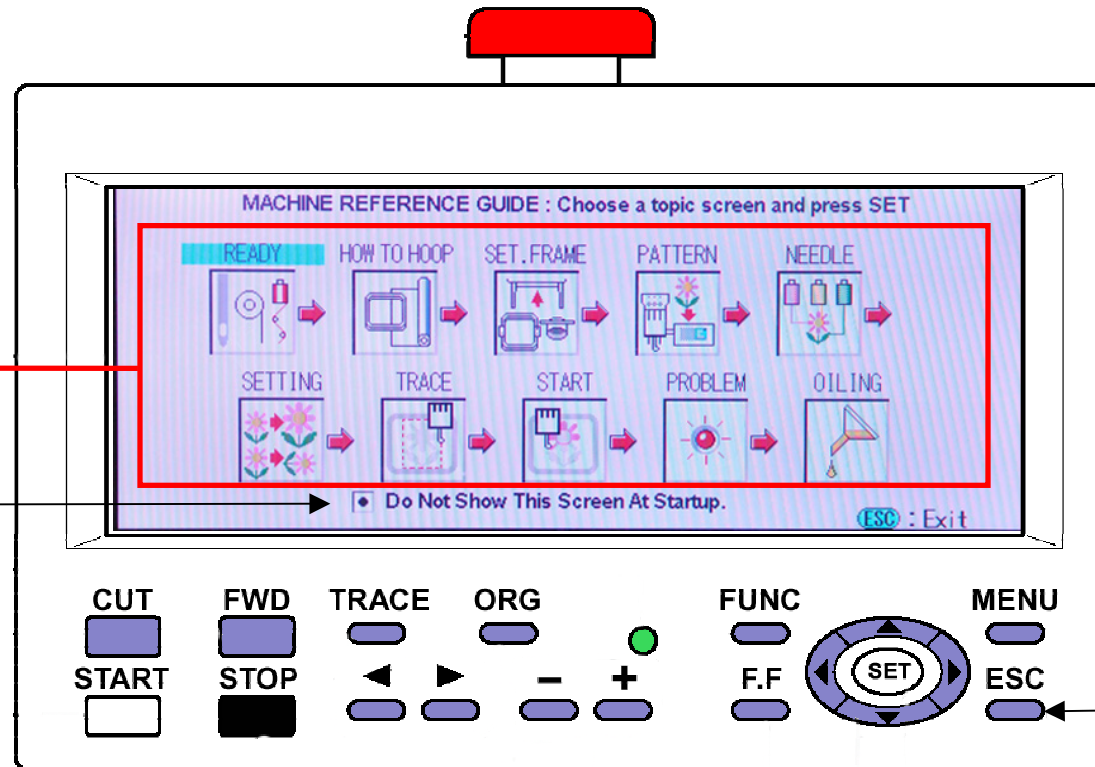 MACHINE REFERENCE GUIDE : Choose a topic screen and press SET
READY HOW TO HOOP SET.FRAME PATTERN NEEDLE
SETTING TRACE START PROBLEM OILING
Do Not Show This Screen At Startup.
ESC : Exit
CUT FWD TRACE ORG FUNC MENU
START STOP - + F.F SET ESC